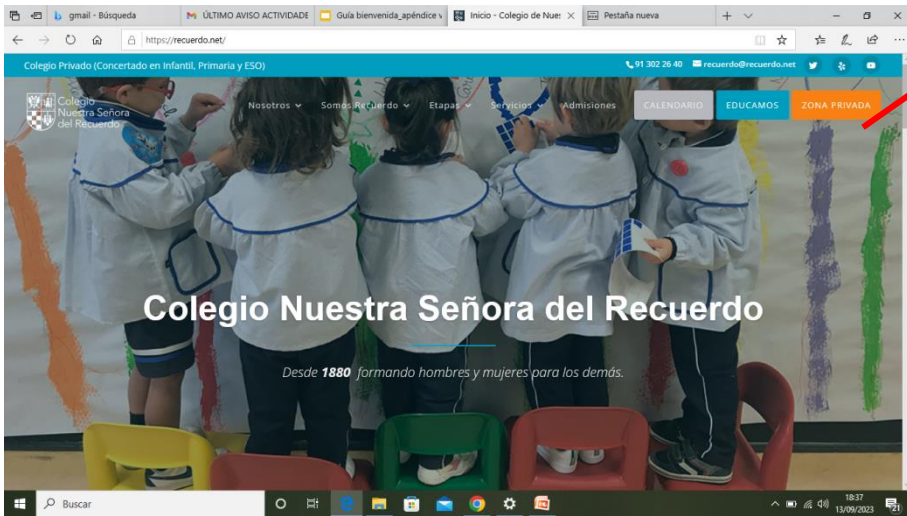 gmail - Búsqueda
ÚLTIMO AVISO ACTIVIDADE
Guía bienvenida_apéndice v
Inicio - Colegio de Nues
Pestaña nueva
https://recuerdo.net/
Colegio Privado (Concertado en Infantil, Primaria y ESO)
91 302 26 40
recuerdo@recuerdo.net
Colegio
Nuestra Señora
del Recuerdo
Nosotros
Somos Recuerdo
Etapas
Servicios
Admisiones
CALENDARIO
EDUCAMOS
ZONA PRIVADA
Colegio Nuestra Señora del Recuerdo
Desde 1880 formando hombres y mujeres para los demás.
Buscar
18:37
13/09/2023
21